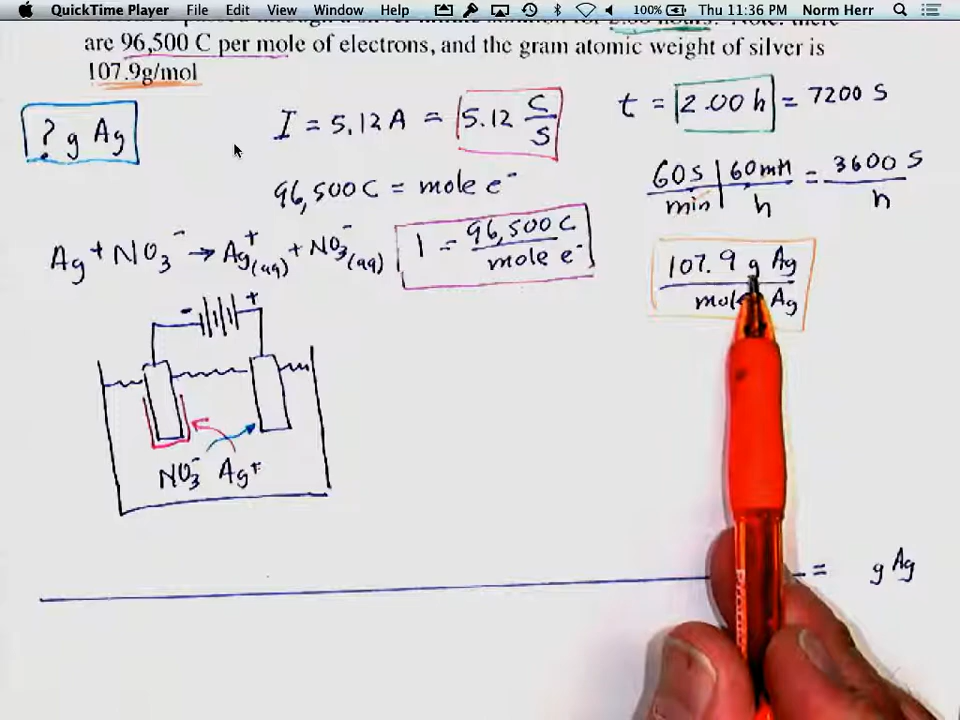 QuickTime Player File Edit View Window Help 100% Thu 11:36 PM Norm Herr
are 96,500 C per mole of electrons, and the gram atomic weight of silver is
107.9g/mol
? g Ag
I = 5.12 A = 5.12 C/S
t = 2.00 h = 7200 S
96,500 C = mole e⁻
60 s/min | 60 min/h = 3600 S/h
Ag⁺NO₃⁻ → Ag⁺(aq) + NO₃⁻(aq)
1 = 96,500 C/mole e⁻
107.9 g Ag/mole Ag
- +
NO₃⁻ Ag+
= g Ag